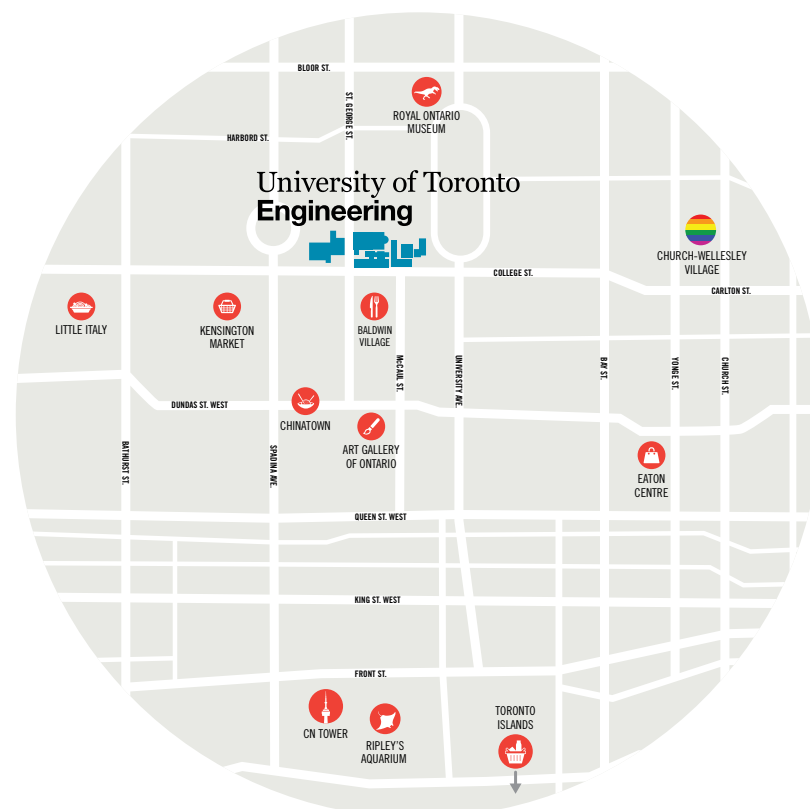 BLOOR ST.
ST. GEORGE ST.
ROYAL ONTARIO
MUSEUM
HARBORD ST.
University of Toronto
Engineering
CHURCH-WELLESLEY
VILLAGE
COLLEGE ST.
CARLTON ST.
LITTLE ITALY
KENSINGTON
MARKET
BALDWIN
VILLAGE
McCAUL ST.
UNIVERSITY AVE.
BAY ST.
YONGE ST.
CHURCH ST.
DUNDAS ST. WEST
CHINATOWN
ART GALLERY
OF ONTARIO
BATHURST ST.
SPADINA AVE.
EATON
CENTRE
QUEEN ST. WEST
KING ST. WEST
FRONT ST.
CN TOWER
RIPLEY'S
AQUARIUM
TORONTO
ISLANDS